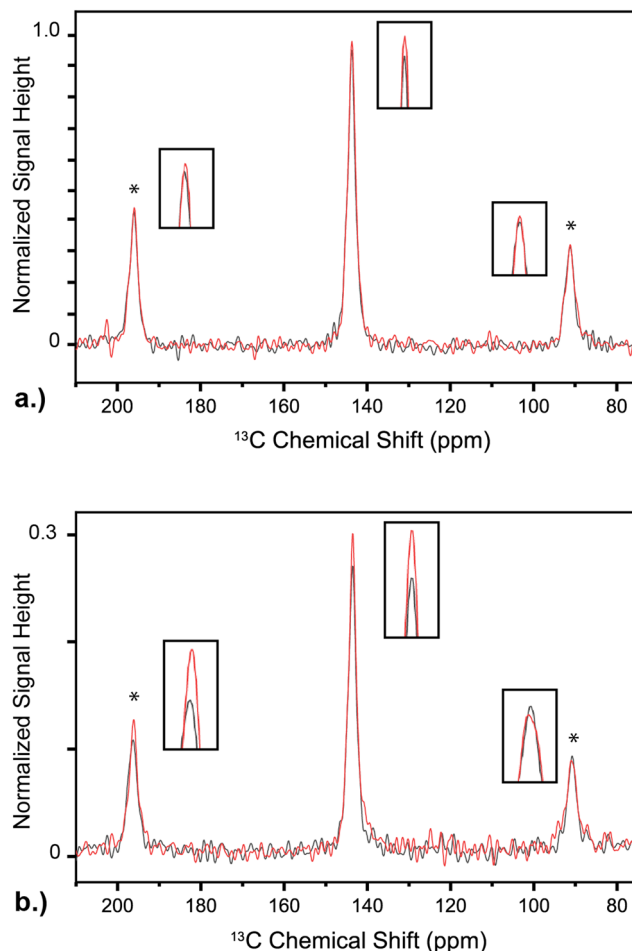 1.0
Normalized Signal Height
*
*
0
200 180 160 140 120 100 80
a.)
¹³C Chemical Shift (ppm)
0.3
Normalized Signal Height
*
*
0
200 180 160 140 120 100 80
b.)
¹³C Chemical Shift (ppm)